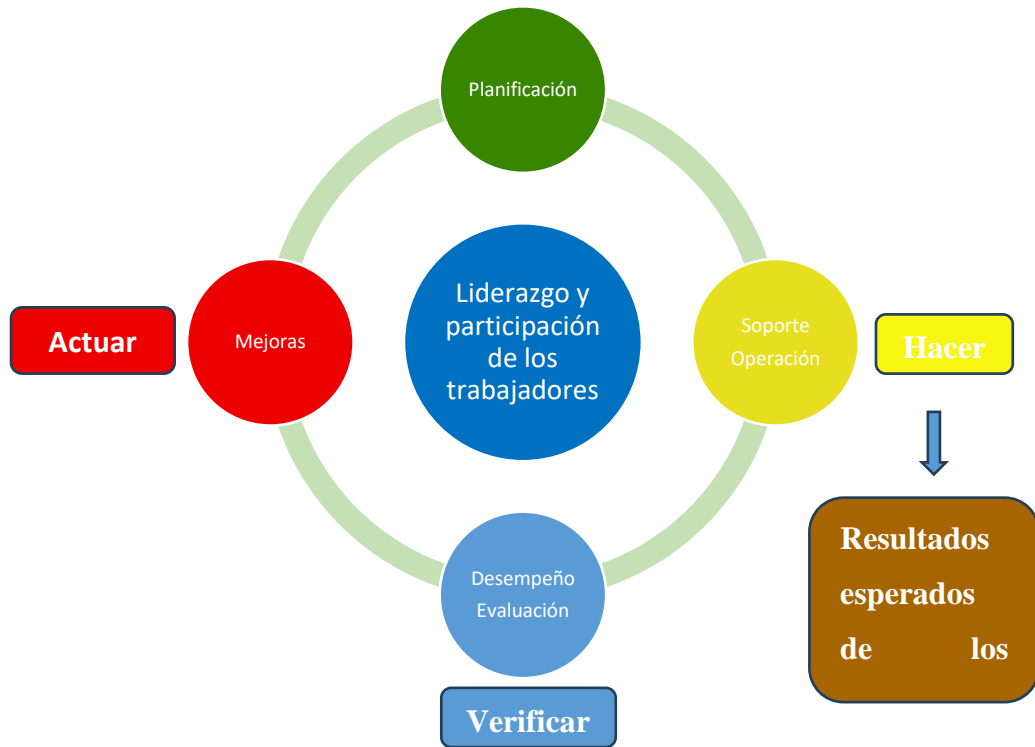 Planificación
Liderazgo y
participación
de los
trabajadores
Actuar
Mejoras
Soporte
Operación
Hacer
Resultados
esperados
de los
Desempeño
Evaluación
Verificar